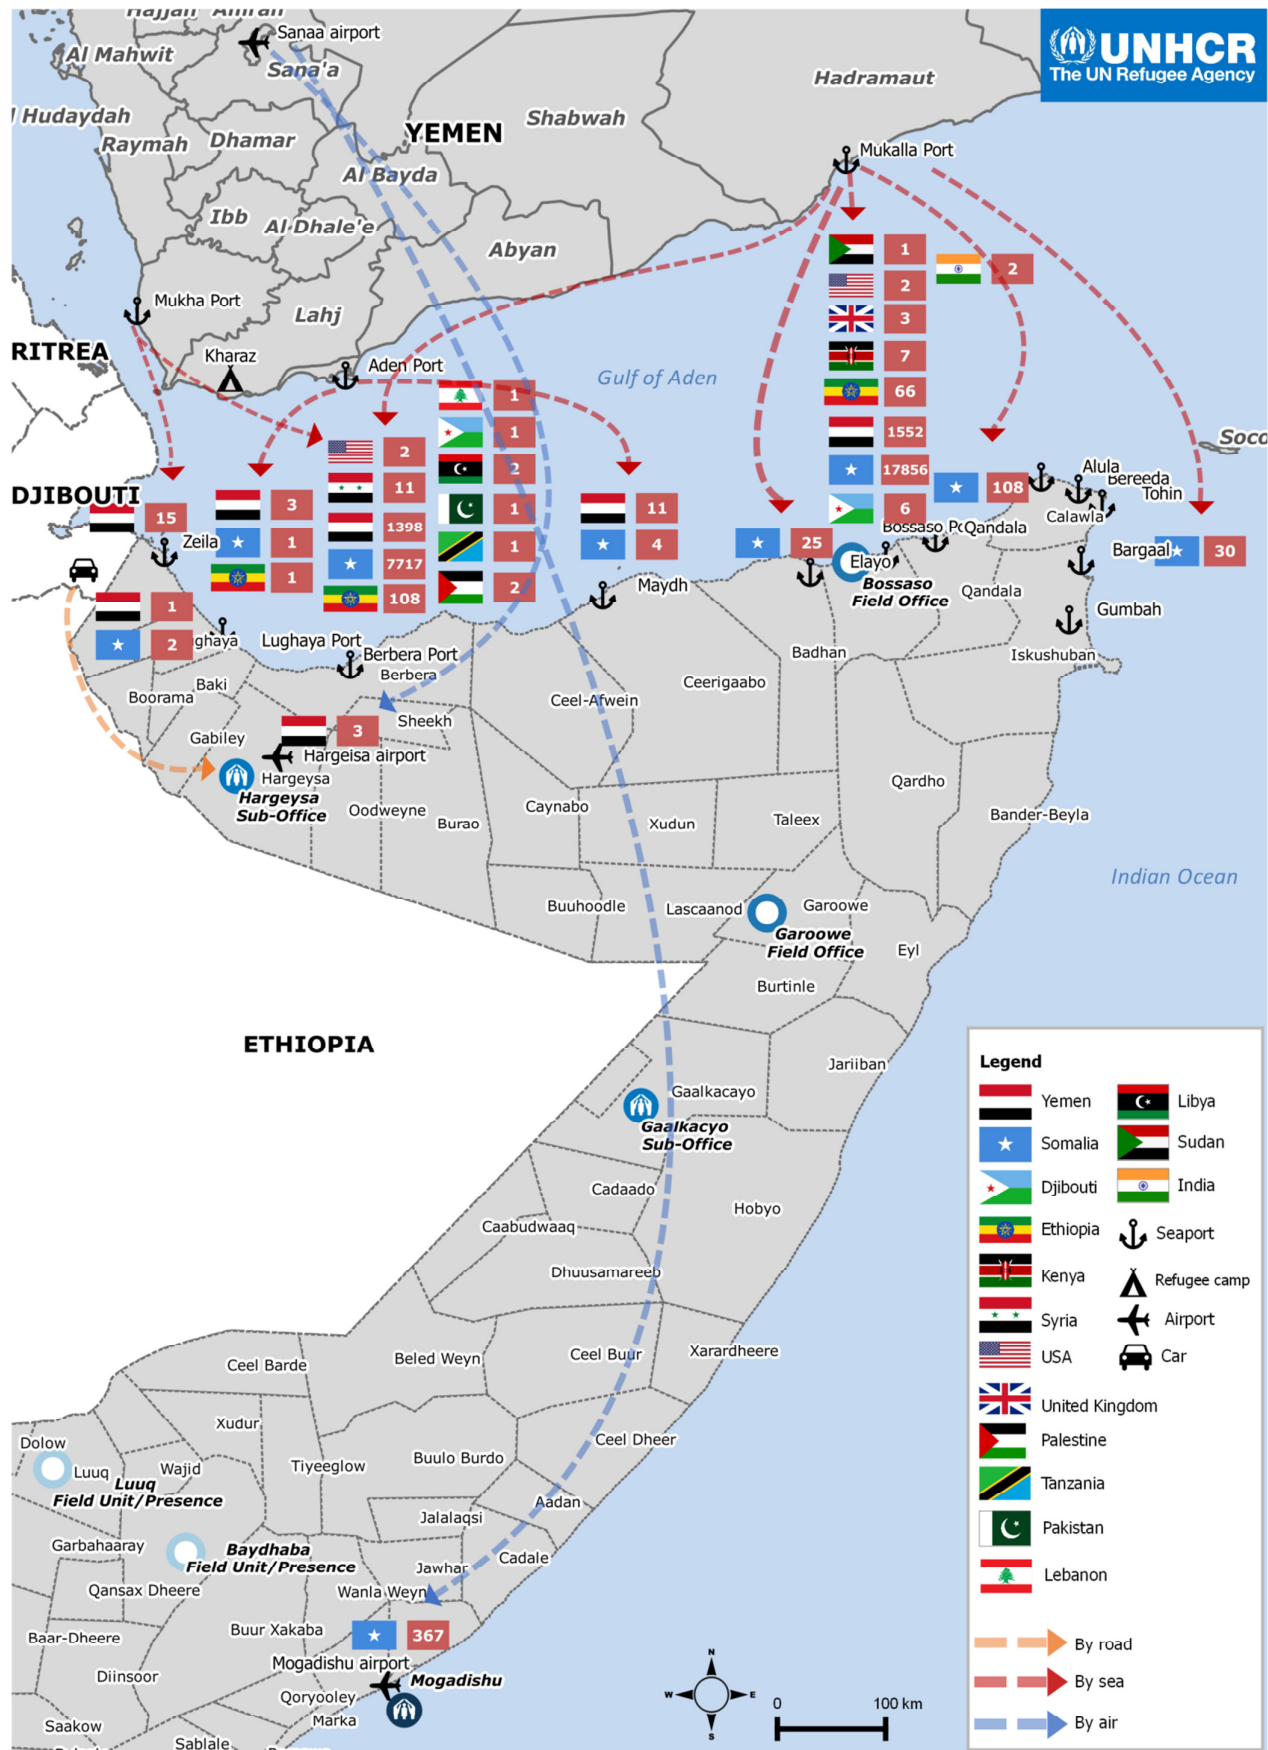 Hajjah Amran
Sanaa airport
Al Mahwit
Sana'a
UNHCR
The UN Refugee Agency
Hadramaut
l Hudaydah
Shabwah
Raymah
Dhamar
YEMEN
Mukalla Port
Al Bayda
Ibb
Al Dhale'e
Abyan
1
2
2
Mukha Port
Lahj
3
RITREA
Kharaz
Aden Port
Gulf of Aden
7
1
66
1
1552
Soco
2
2
17856
Alula
Bereeda
Tohin
DJIBOUTI
11
108
15
3
1
11
6
Calawla
1398
Bossaso Po
Qandala
Zeila
1
1
4
25
Elayo
Bargaal
30
7717
Bossaso
Field Office
1
2
Maydh
Qandala
108
1
Gumbah
2
ughaya
Lughaya Port
Berbera Port
Badhan
Iskushuban
Berbera
Baki
Boorama
Ceerigaabo
Ceel-Afwein
Sheekh
3
Gabiley
Hargeisa airport
Hargeysa
Hargeysa
Sub-Office
Qardho
Oodweyne
Burao
Caynabo
Xudun
Taleex
Bander-Beyla
Indian Ocean
Buuhoodle
Lascaanod
Garoowe
Garoowe
Field Office
Eyl
Burtinle
ETHIOPIA
Jariiban
Gaalkacayo
Gaalkacyo
Sub-Office
Cadaado
Hobyo
Caabudwaaq
Dhuusamareeb
Ceel Barde
Beled Weyn
Ceel Buur
Xarardheere
Xudur
Dolow
Ceel Dheer
Luuq
Luuq
Field Unit/Presence
Wajid
Tiyeeglow
Buulo Burdo
Aadan
Jalalaqsi
Garbahaaray
Baydhaba
Field Unit/Presence
Cadale
Jawhar
Qansax Dheere
Wanla Weyn
Buur Xakaba
Baar-Dheere
367
Mogadishu airport
Mogadishu
Diinsoor
Qoryooley
Marka
Saakow
Sablale
Legend
Yemen
Libya
Somalia
Sudan
Djibouti
India
Ethiopia
Seaport
Kenya
Refugee camp
Syria
Airport
USA
Car
United Kingdom
Palestine
Tanzania
Pakistan
Lebanon
By road
By sea
By air
N
W
E
S
0
100 km